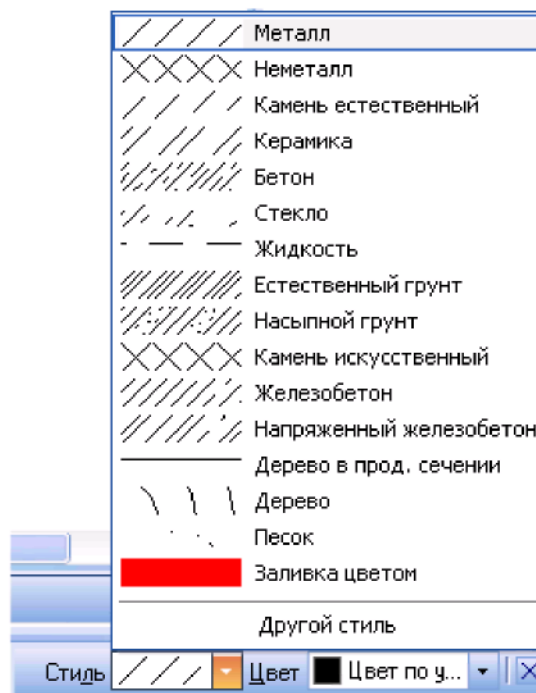 Металл
Неметалл
Камень естественный
Керамика
Бетон
Стекло
Жидкость
Естественный грунт
Насыпной грунт
Камень искусственный
Железобетон
Напряженный железобетон
Дерево в прод. сечении
Дерево
Песок
Заливка цветом
Другой стиль
Стиль Цвет Цвет по у...